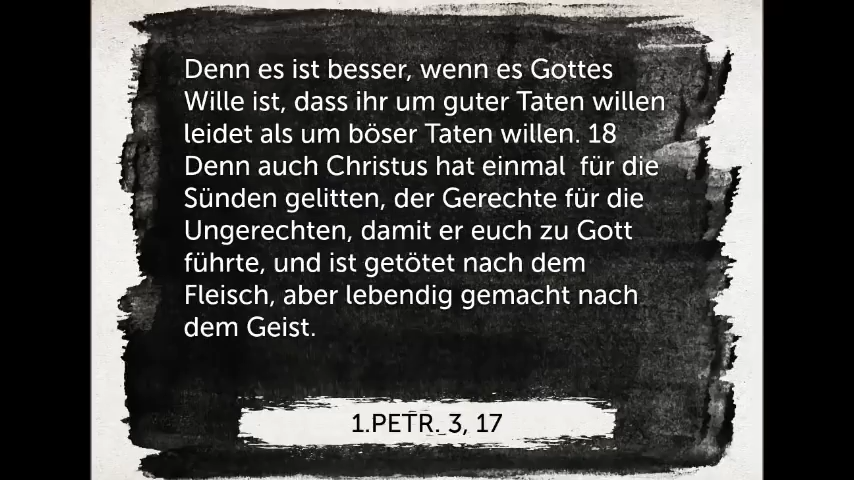 Denn es ist besser, wenn es Gottes
Wille ist, dass ihr um guter Taten willen
leidet als um böser Taten willen. 18
Denn auch Christus hat einmal  für die
Sünden gelitten, der Gerechte für die
Ungerechten, damit er euch zu Gott
führte, und ist getötet nach dem
Fleisch, aber lebendig gemacht nach
dem Geist.
1.PETR. 3, 17